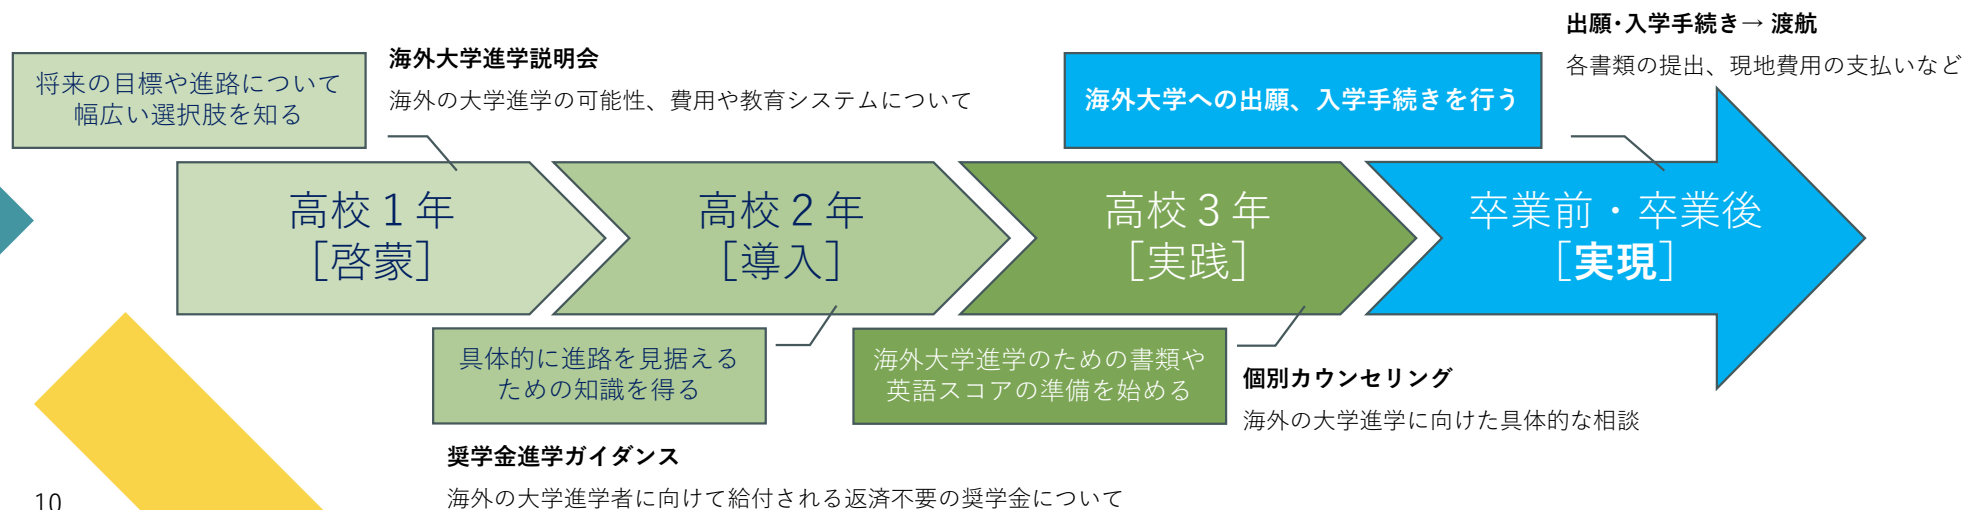 将来の目標や進路について
幅広い選択肢を知る
海外大学進学説明会
海外の大学進学の可能性、費用や教育システムについて
海外大学への出願、入学手続きを行う
出願･入学手続き→ 渡航
各書類の提出、現地費用の支払いなど
高校１年
［啓蒙］
高校２年
［導入］
高校３年
［実践］
卒業前・卒業後
［実現］
具体的に進路を見据える
ための知識を得る
奨学金進学ガイダンス
海外の大学進学者に向けて給付される返済不要の奨学金について
海外大学進学のための書類や
英語スコアの準備を始める
個別カウンセリング
海外の大学進学に向けた具体的な相談
10